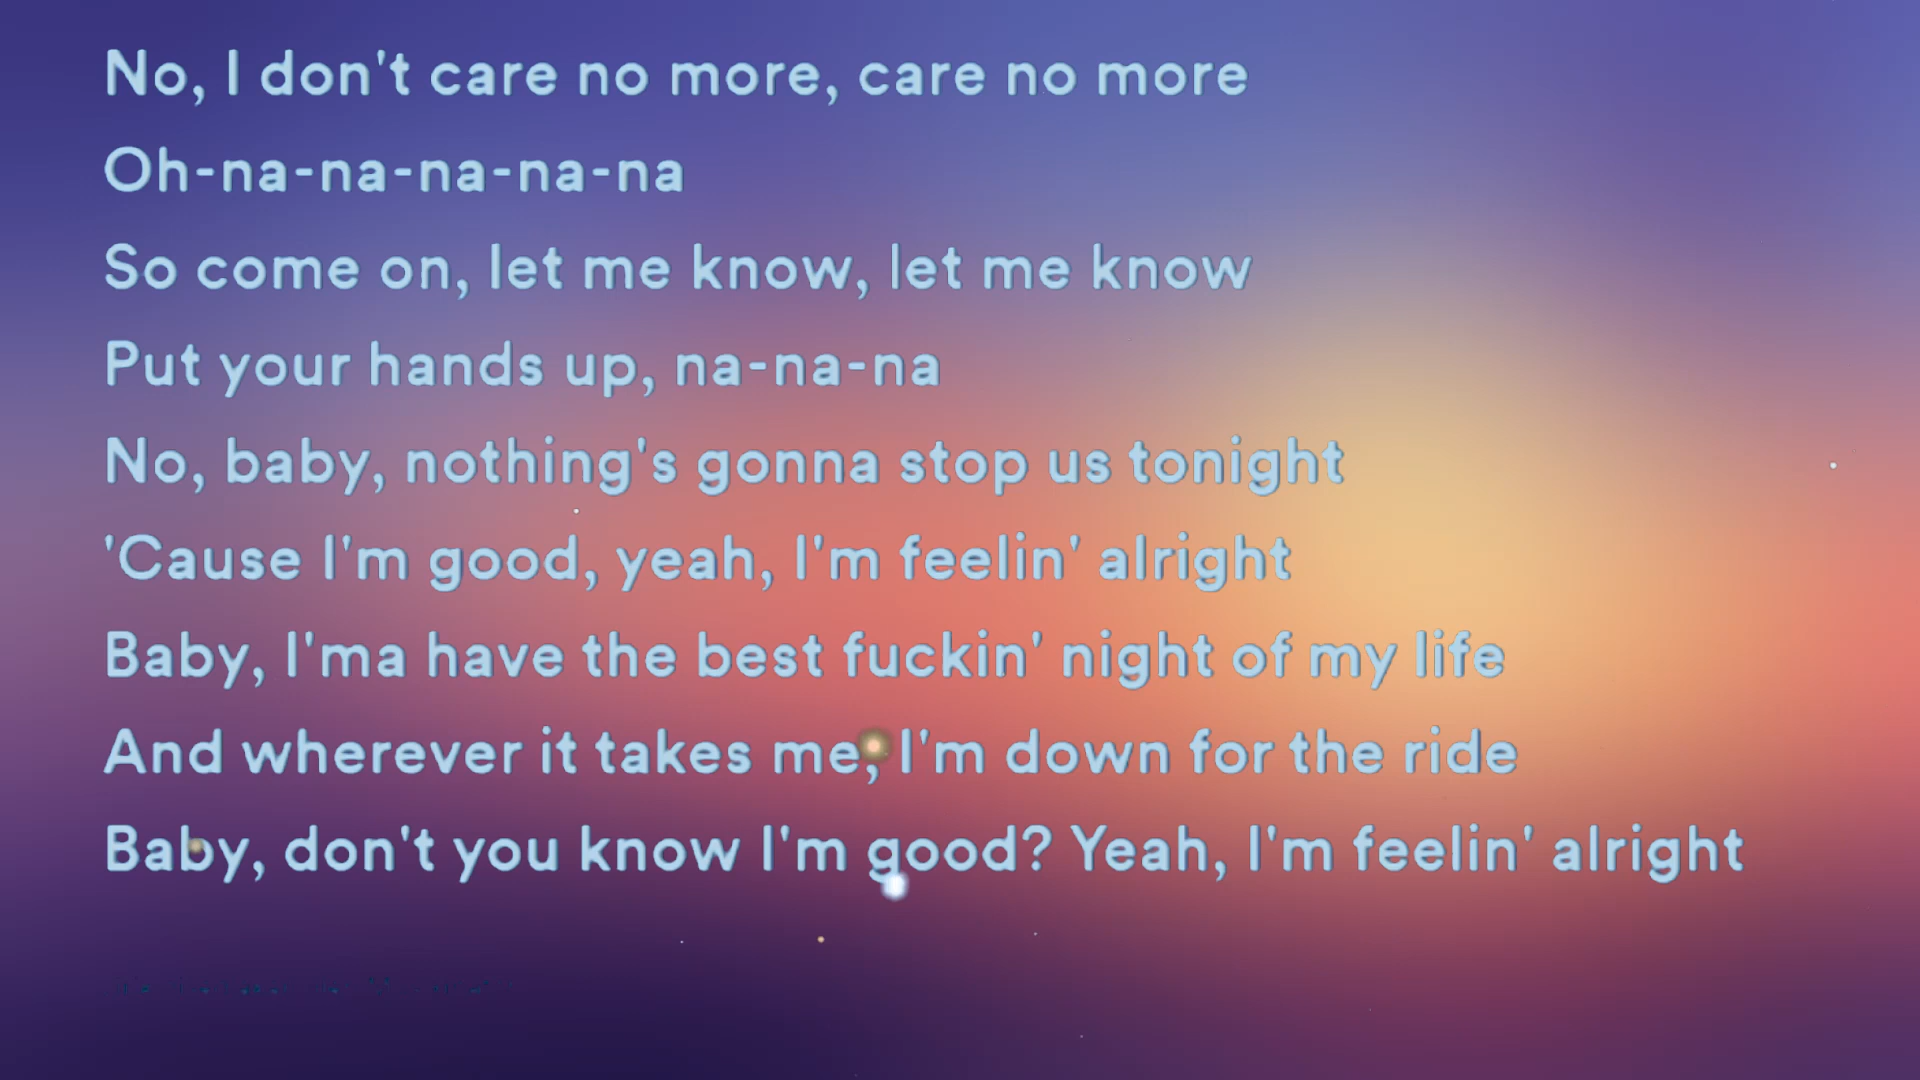 No, I don't care no more, care no more
Oh-na-na-na-na-na
So come on, let me know, let me know
Put your hands up, na-na-na
No, baby, nothing's gonna stop us tonight
'Cause I'm good, yeah, I'm feelin' alright
Baby, I'ma have the best fuckin' night of my life
And wherever it takes me, I'm down for the ride
Baby, don't you know I'm good? Yeah, I'm feelin' alright